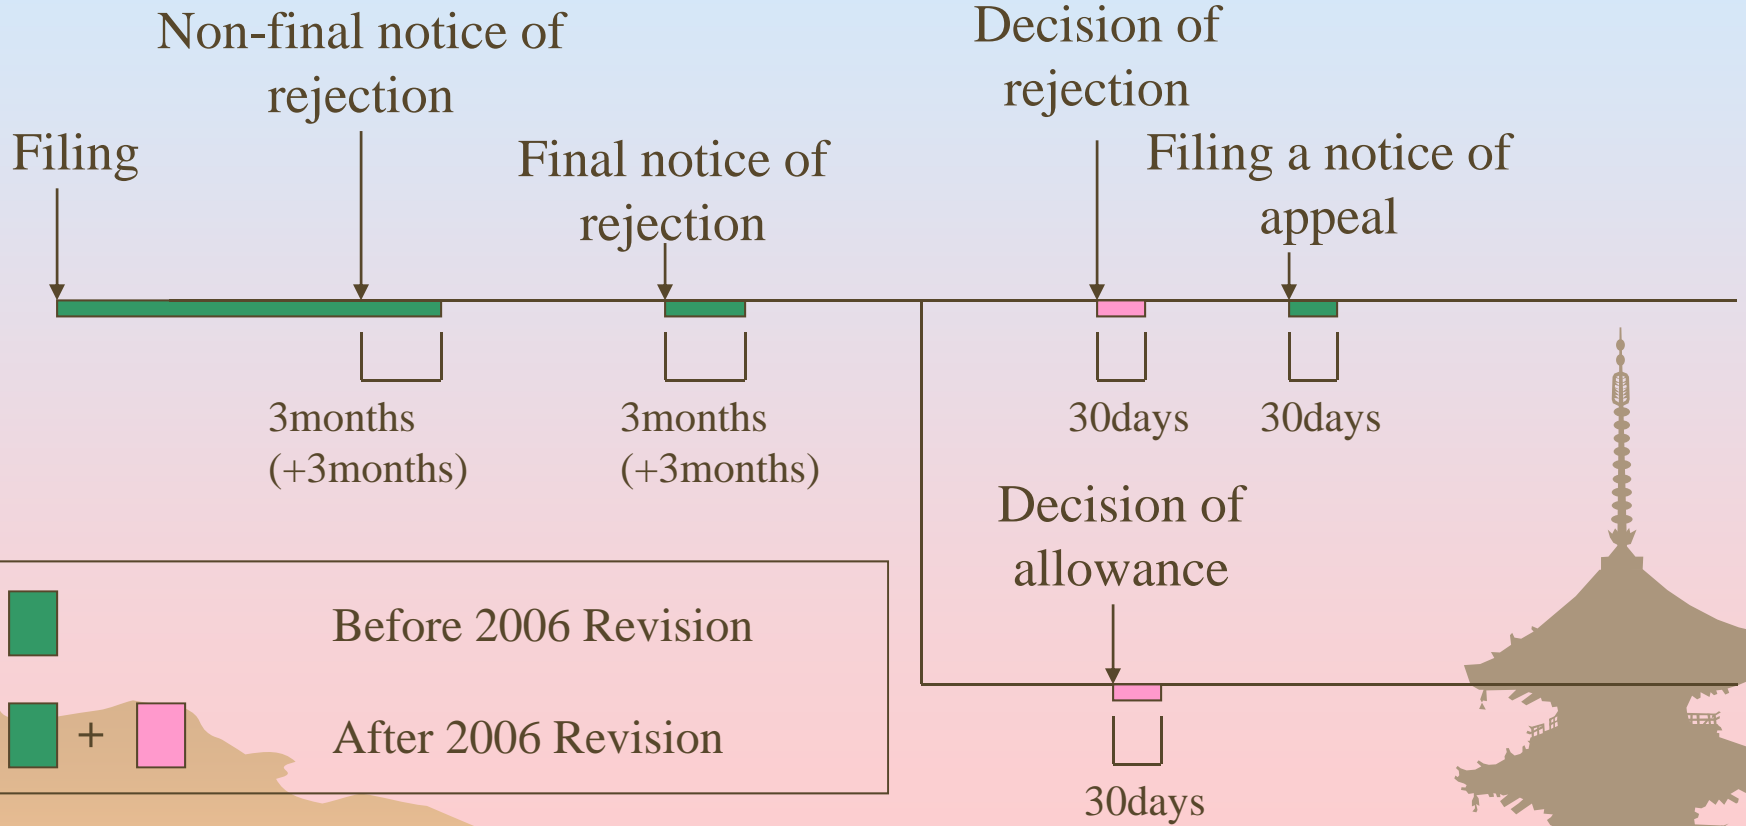 Non-final notice of
rejection
Decision of
rejection
Filing
Final notice of
rejection
Filing a notice of
appeal
3months
(+3months)
3months
(+3months)
30days
30days
Decision of
allowance
30days
Before 2006 Revision
+
After 2006 Revision